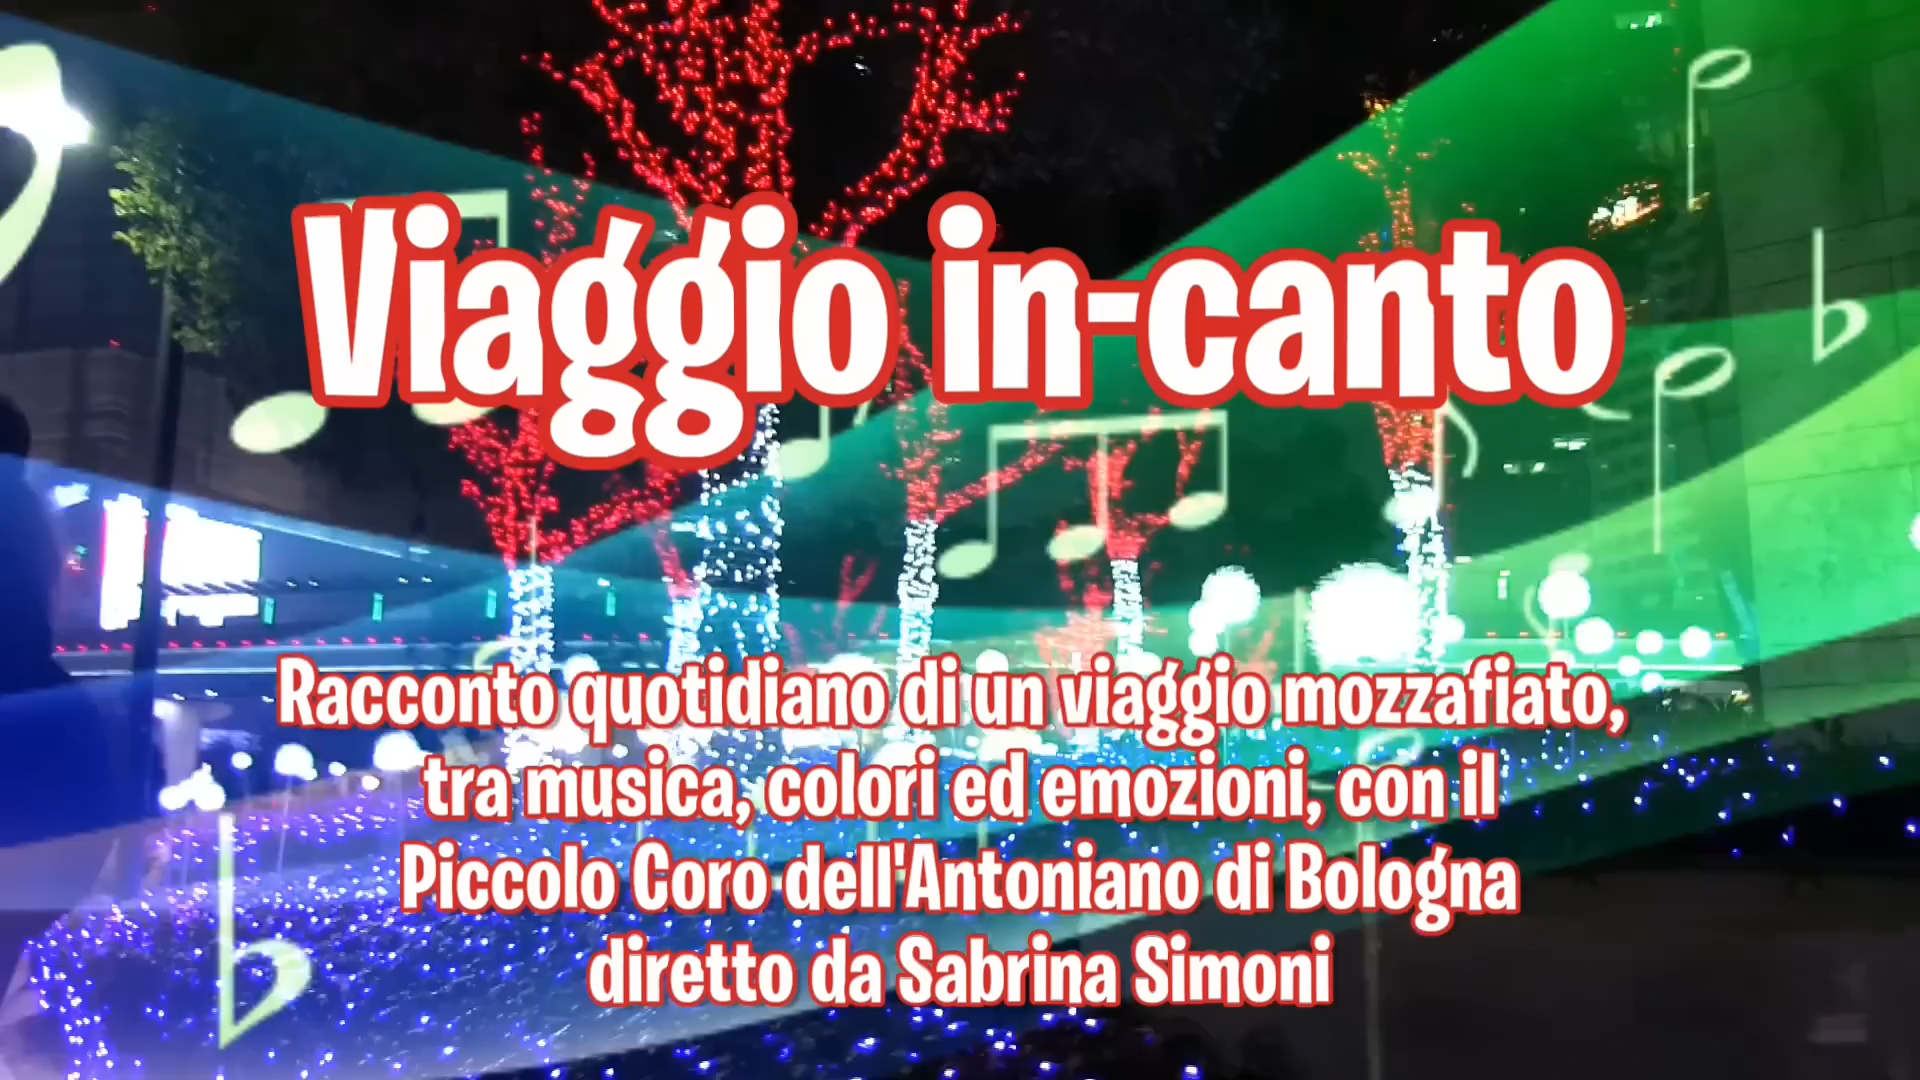 Viaggio in-canto
Racconto quotidiano di un viaggio mozzafiato,
tra musica, colori ed emozioni, con il
Piccolo Coro dell'Antoniano di Bologna
diretto da Sabrina Simoni